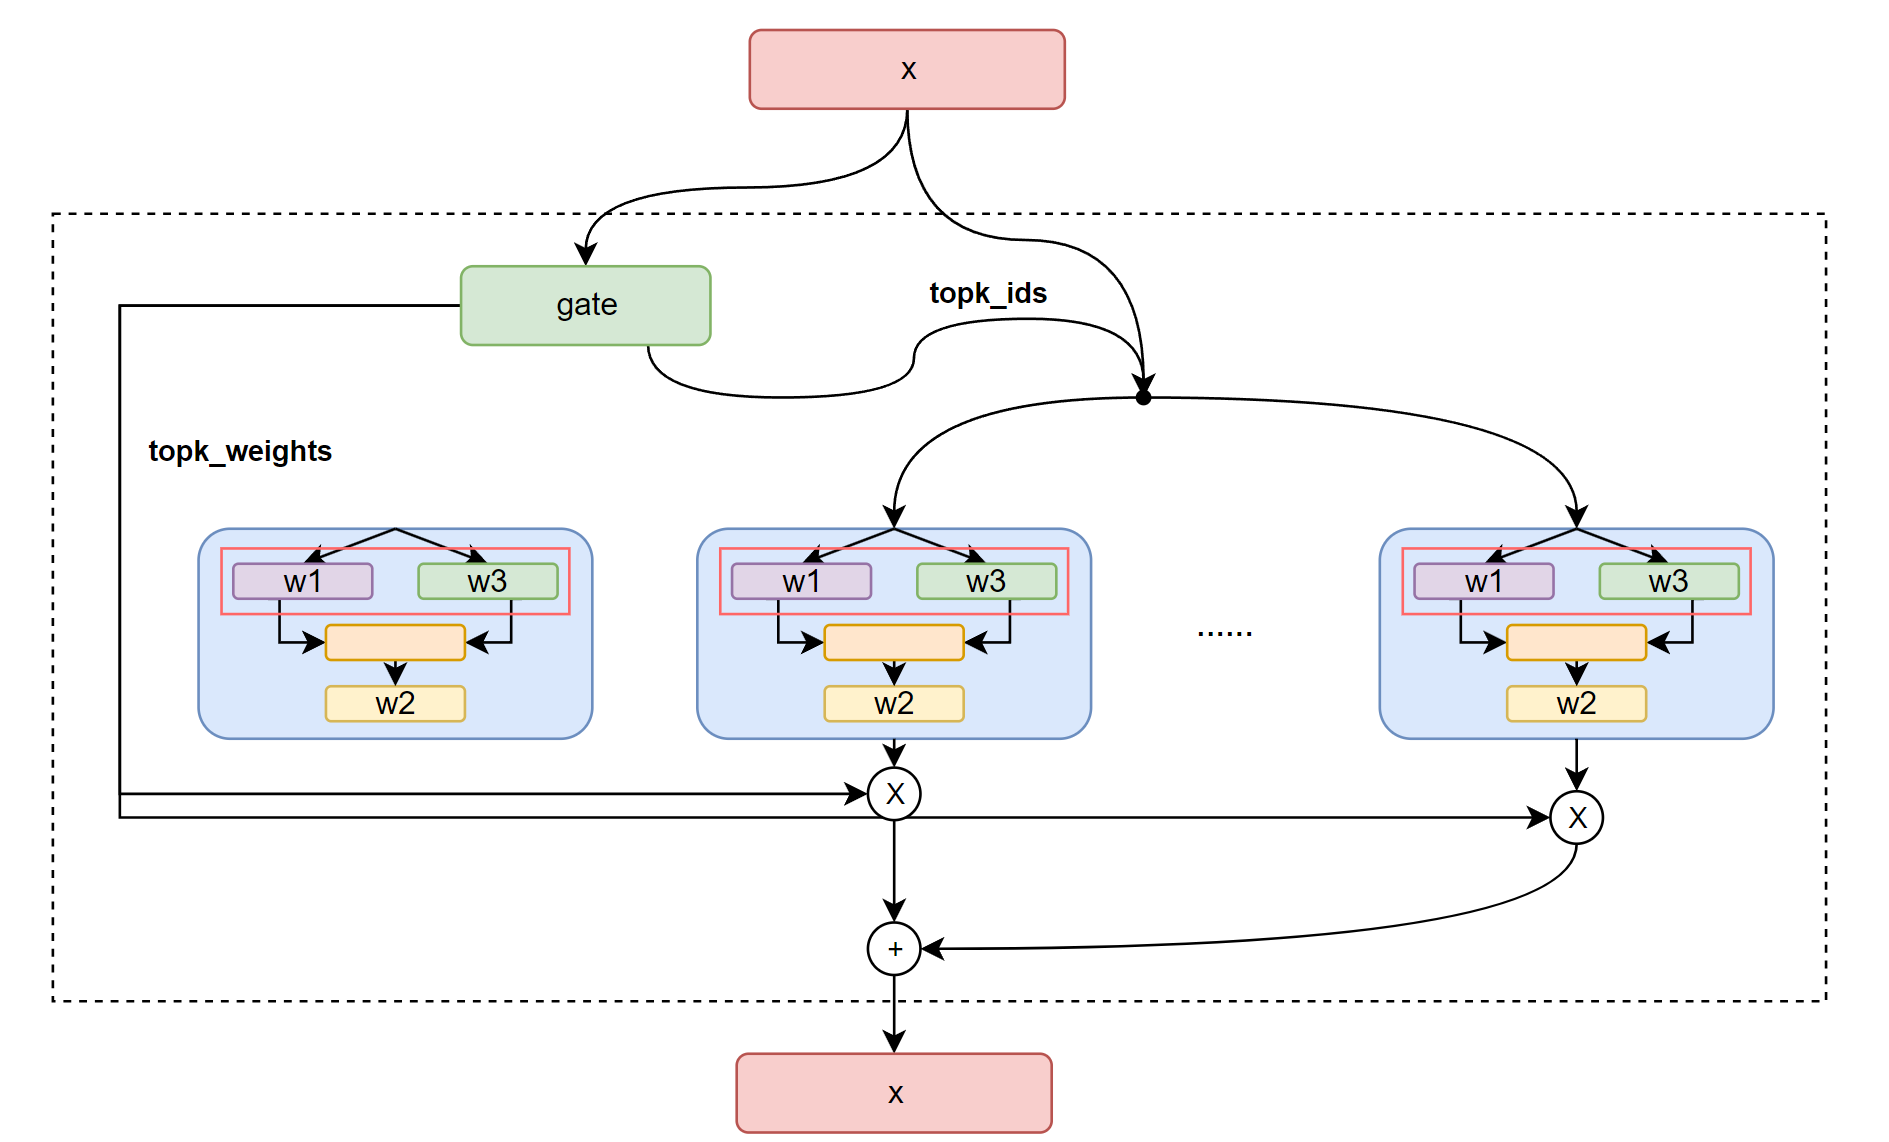 x
gate
topk_ids
topk_weights
w1 w3
w2
w1 w3
w2
......
w1 w3
w2
X
X
+
x